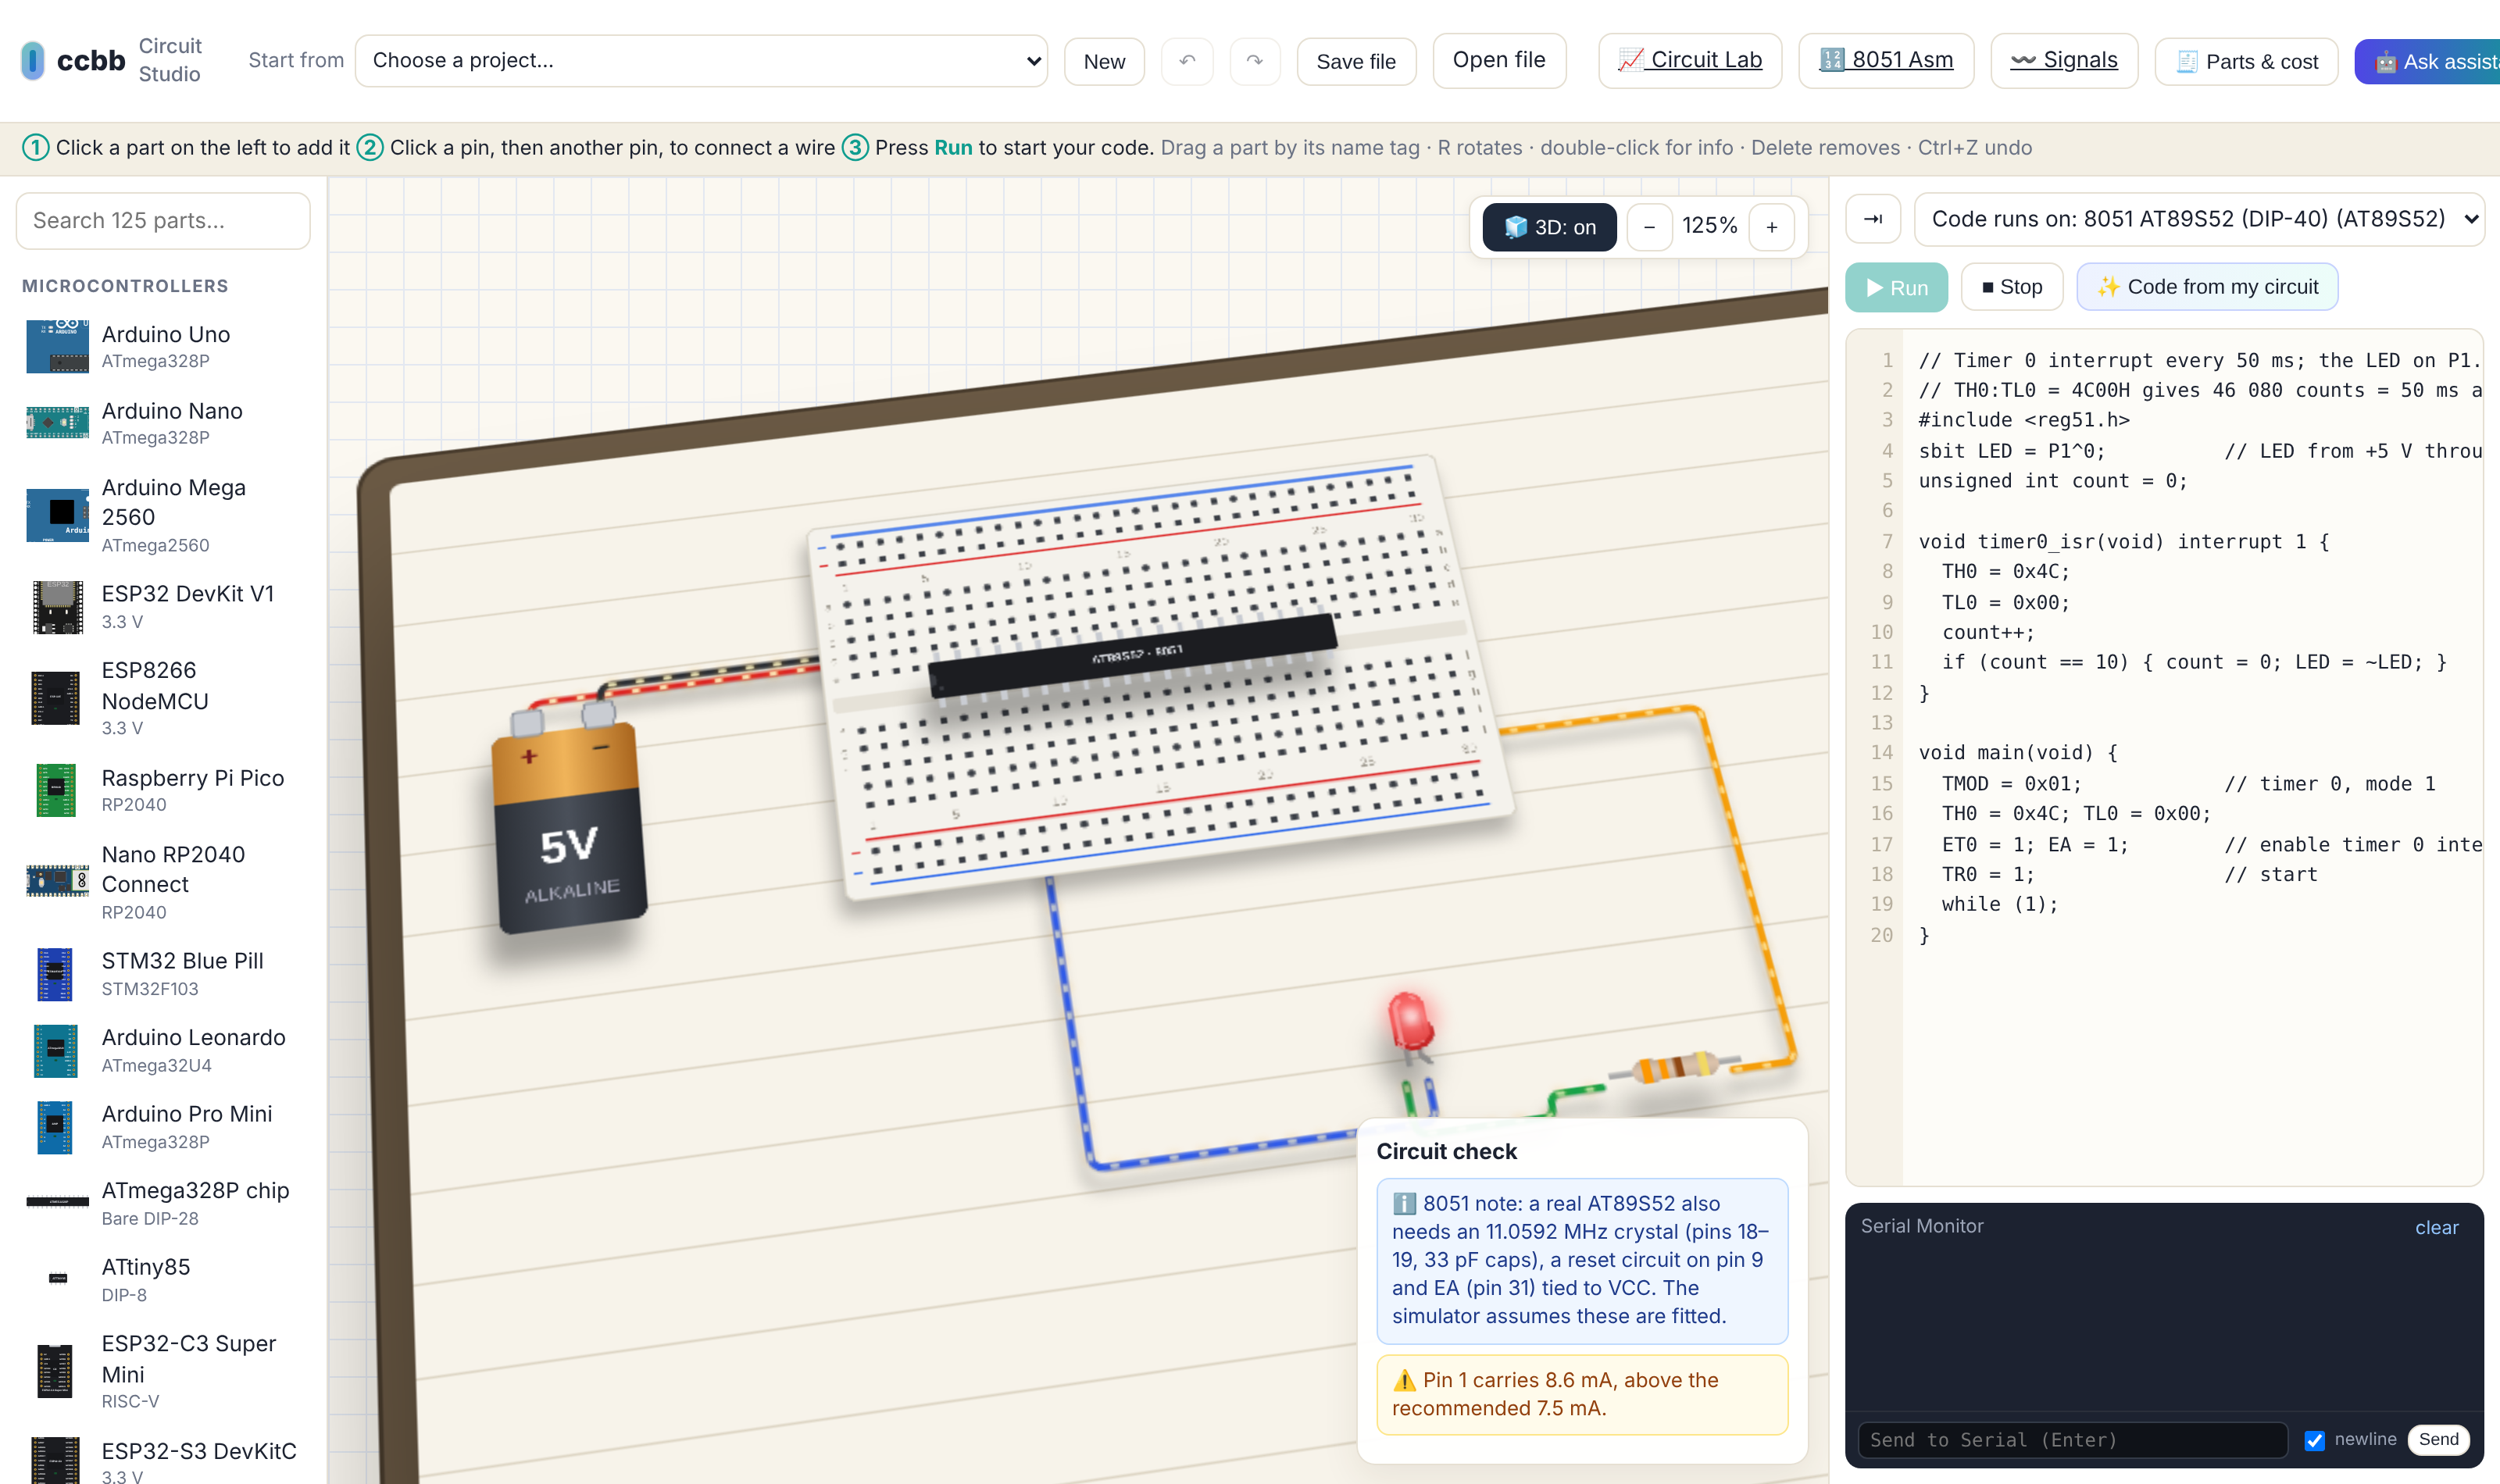 ccbb
Circuit Studio
Start from
Choose a project...
New
↶
↷
Save file
Open file
📈 Circuit Lab
🔢 8051 Asm
〰️ Signals
🧾 Parts & cost
🤖 Ask assist
1 Click a part on the left to add it 2 Click a pin, then another pin, to connect a wire 3 Press Run to start your code. Drag a part by its name tag · R rotates · double-click for info · Delete removes · Ctrl+Z undo
Search 125 parts...
MICROCONTROLLERS
Arduino Uno
ATmega328P
Arduino Nano
ATmega328P
Arduino Mega
2560
ATmega2560
ESP32 DevKit V1
3.3 V
ESP8266
NodeMCU
3.3 V
Raspberry Pi Pico
RP2040
Nano RP2040
Connect
RP2040
STM32 Blue Pill
STM32F103
Arduino Leonardo
ATmega32U4
Arduino Pro Mini
ATmega328P
ATmega328P chip
Bare DIP-28
ATtiny85
DIP-8
ESP32-C3 Super
Mini
RISC-V
ESP32-S3 DevKitC
3.3 V
🧊 3D: on
−
125%
+
AT89S52 · 8051
+ −
5V
ALKALINE
Circuit check
ℹ️ 8051 note: a real AT89S52 also
needs an 11.0592 MHz crystal (pins 18–
19, 33 pF caps), a reset circuit on pin 9
and EA (pin 31) tied to VCC. The
simulator assumes these are fitted.
⚠️ Pin 1 carries 8.6 mA, above the
recommended 7.5 mA.
Code runs on: 8051 AT89S52 (DIP-40) (AT89S52)
▶ Run
■ Stop
✨ Code from my circuit
1 // Timer 0 interrupt every 50 ms; the LED on P1.
2 // TH0:TL0 = 4C00H gives 46 080 counts = 50 ms a
3 #include <reg51.h>
4 sbit LED = P1^0; // LED from +5 V throu
5 unsigned int count = 0;
6
7 void timer0_isr(void) interrupt 1 {
8 TH0 = 0x4C;
9 TL0 = 0x00;
10 count++;
11 if (count == 10) { count = 0; LED = ~LED; }
12 }
13
14 void main(void) {
15 TMOD = 0x01; // timer 0, mode 1
16 TH0 = 0x4C; TL0 = 0x00;
17 ET0 = 1; EA = 1; // enable timer 0 inte
18 TR0 = 1; // start
19 while (1);
20 }
Serial Monitor
clear
Send to Serial (Enter)
newline
Send